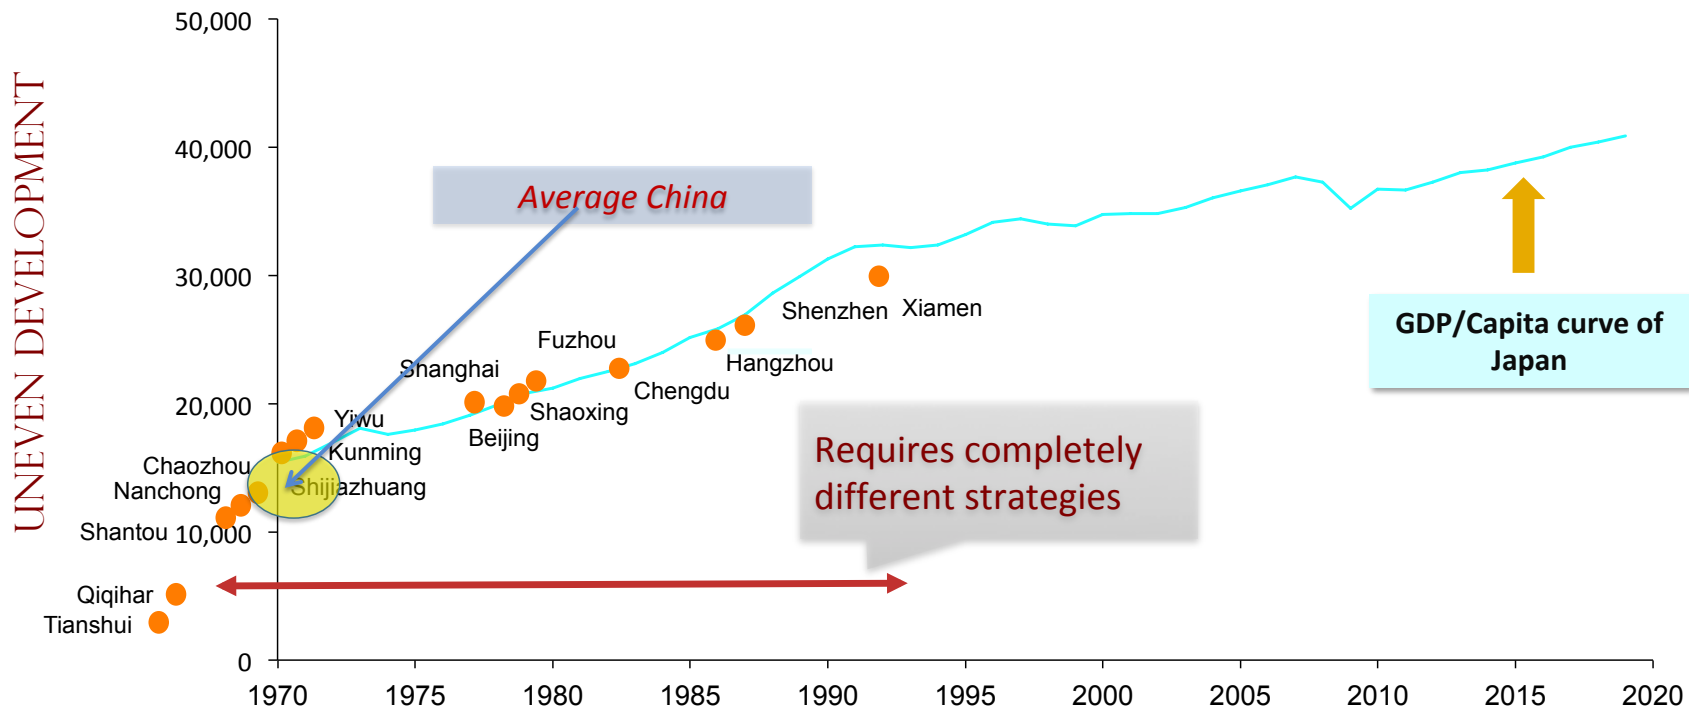 UNEVEN DEVELOPMENT
50,000
40,000
30,000
20,000
10,000
0
Average China
GDP/Capita curve of
Japan
Requires completely
different strategies
Shenzhen
Xiamen
Fuzhou
Hangzhou
Shanghai
Chengdu
Shaoxing
Beijing
Yiwu
Kunming
Chaozhou
Shijiazhuang
Nanchong
Shantou
Qiqihar
Tianshui
1970 1975 1980 1985 1990 1995 2000 2005 2010 2015 2020